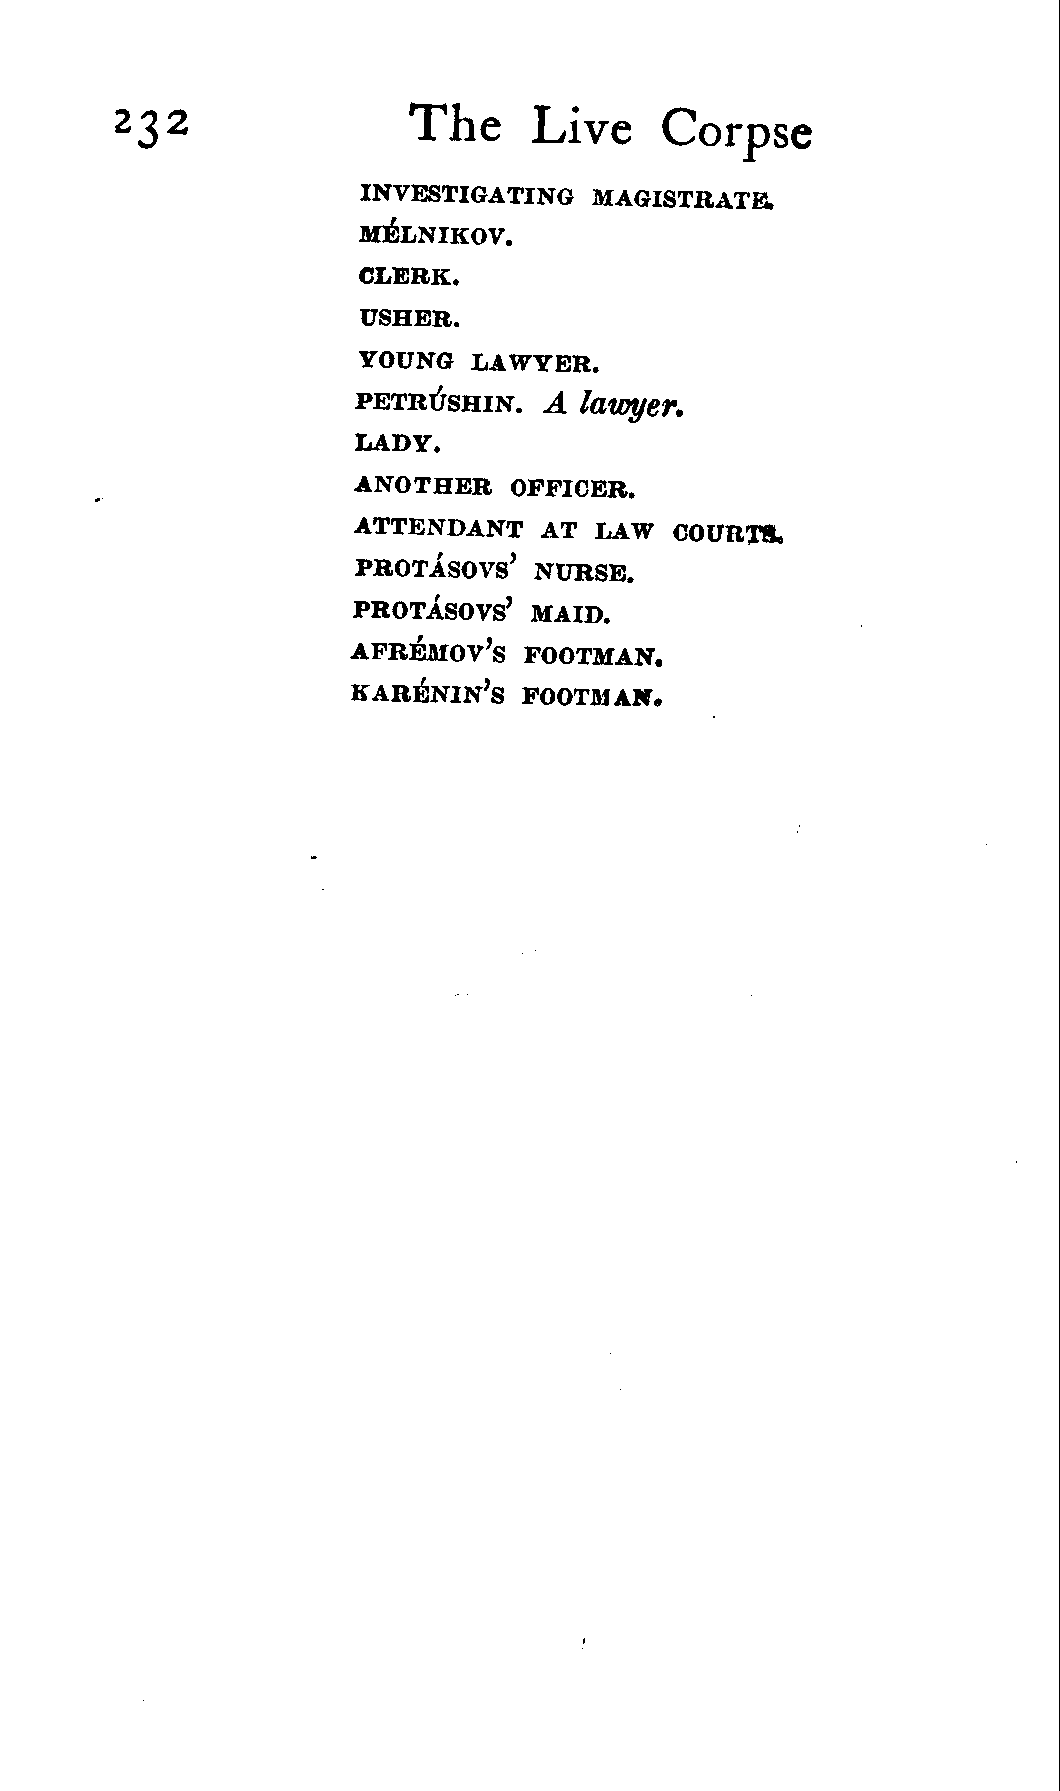 232 The Live Corpse
INVESTIGATING MAGISTRATE.
MÉLNIKOV.
CLERK.
USHER.
YOUNG LAWYER.
PETRÚSHIN. A lawyer.
LADY.
ANOTHER OFFICER.
ATTENDANT AT LAW COURTS.
PROTÁSOVS' NURSE.
PROTÁSOVS' MAID.
AFRÉMOV'S FOOTMAN.
KARÉNIN'S FOOTMAN.